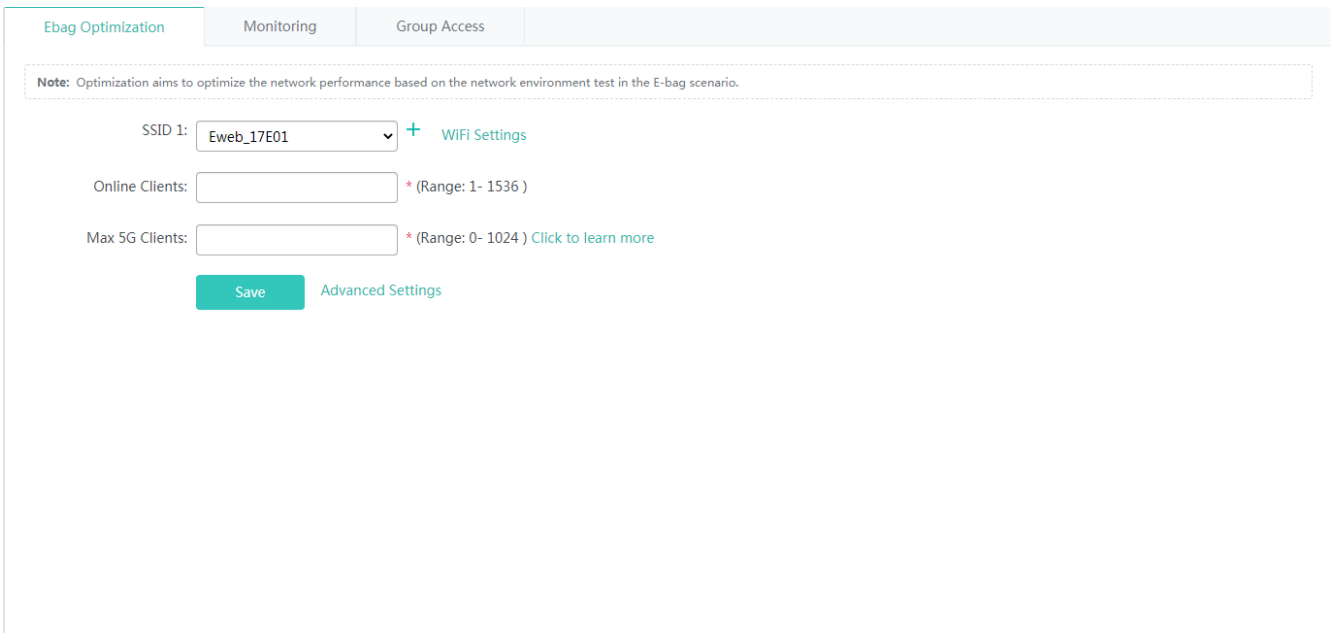 Ebag Optimization Monitoring Group Access
Note: Optimization aims to optimize the network performance based on the network environment test in the E-bag scenario.
SSID 1: Eweb_17E01 + WiFi Settings
Online Clients: * (Range: 1- 1536 )
Max 5G Clients: * (Range: 0- 1024 ) Click to learn more
Save Advanced Settings